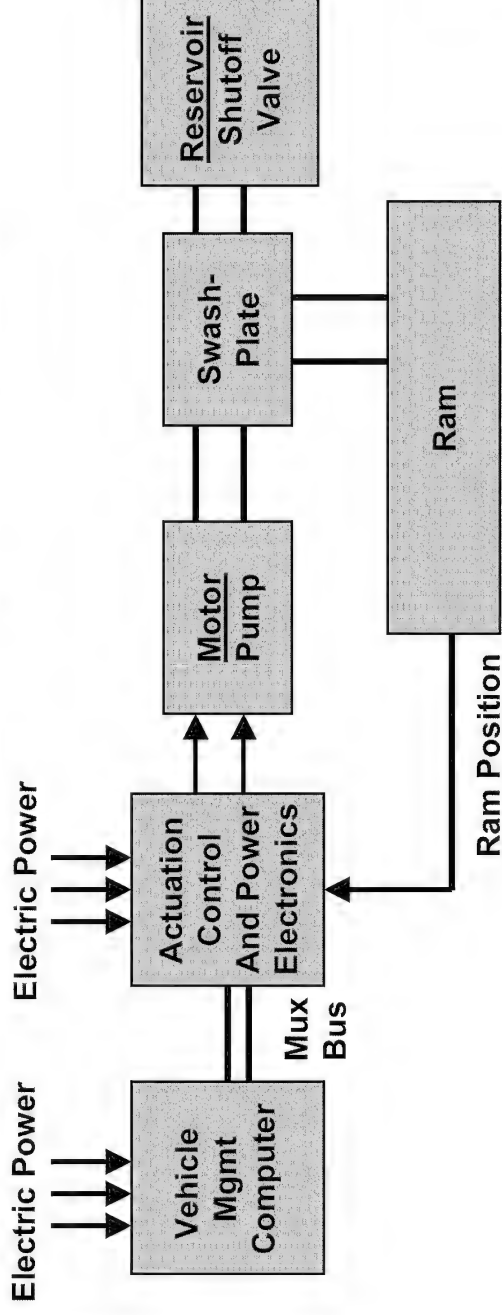 Electric Power
Electric Power
Vehicle
Mgmt
Computer
Mux
Bus
Actuation
Control
And Power
Electronics
Motor
Pump
Swash-
Plate
Reservoir
Shutoff
Valve
Ram
Ram Position